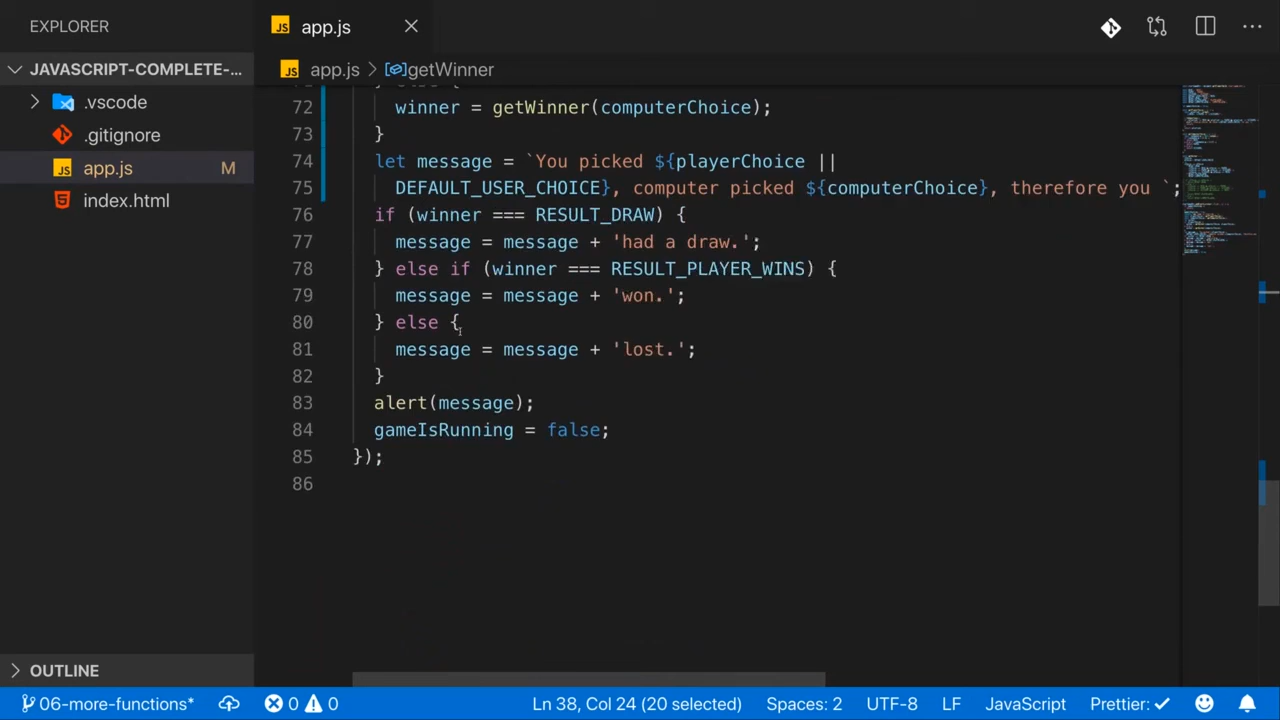 EXPLORER
JS app.js
JAVASCRIPT-COMPLETE-...
JS app.js > getWinner
.vscode
.gitignore
JS app.js M
index.html
72 winner = getWinner(computerChoice);
73 }
74 let message = `You picked ${playerChoice ||
75 DEFAULT_USER_CHOICE}, computer picked ${computerChoice}, therefore you `;
76 if (winner === RESULT_DRAW) {
77 message = message + 'had a draw.';
78 } else if (winner === RESULT_PLAYER_WINS) {
79 message = message + 'won.';
80 } else {
81 message = message + 'lost.';
82 }
83 alert(message);
84 gameIsRunning = false;
85 });
86
OUTLINE
06-more-functions* 0 0 Ln 38, Col 24 (20 selected) Spaces: 2 UTF-8 LF JavaScript Prettier: ✓